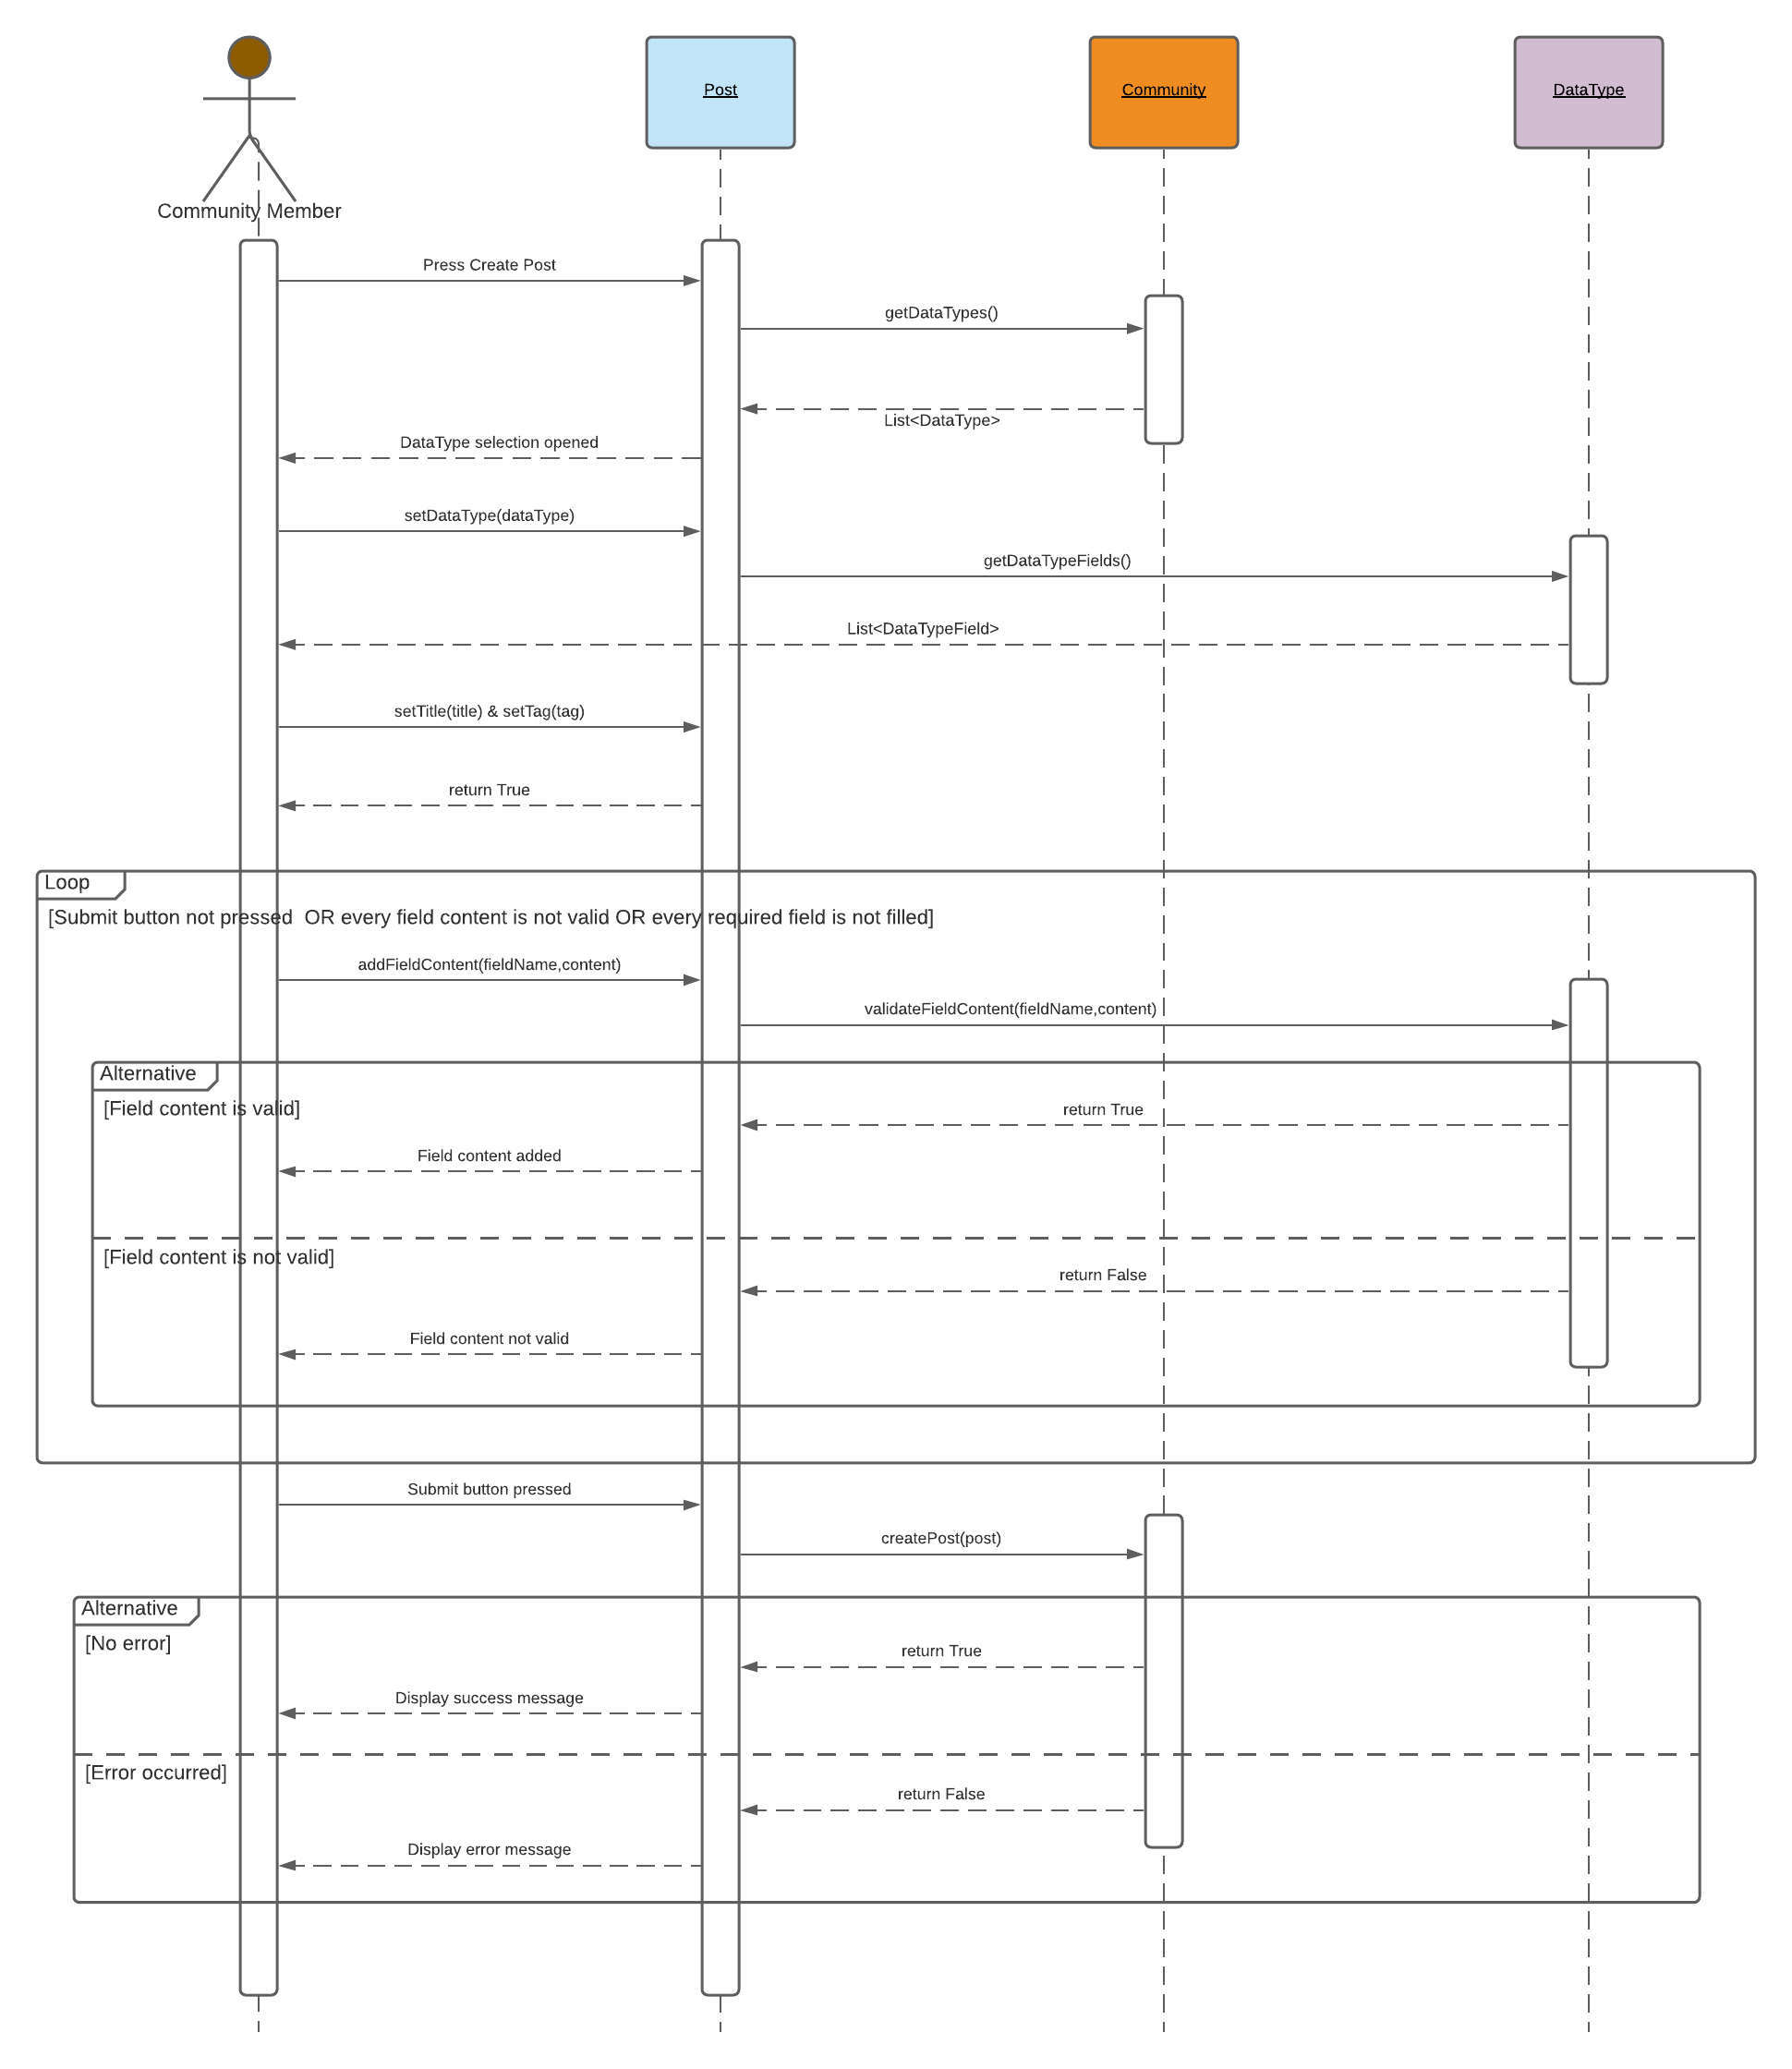 Post
Community
DataType
Community Member
Press Create Post
getDataTypes()
List<DataType>
DataType selection opened
setDataType(dataType)
getDataTypeFields()
List<DataTypeField>
setTitle(title) & setTag(tag)
return True
Loop
[Submit button not pressed  OR every field content is not valid OR every required field is not filled]
addFieldContent(fieldName,content)
validateFieldContent(fieldName,content)
Alternative
[Field content is valid]
return True
Field content added
[Field content is not valid]
return False
Field content not valid
Submit button pressed
createPost(post)
Alternative
[No error]
return True
Display success message
[Error occurred]
return False
Display error message